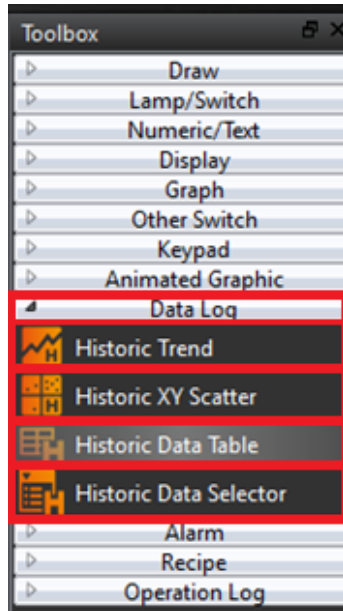 Toolbox
Draw
Lamp/Switch
Numeric/Text
Display
Graph
Other Switch
Keypad
Animated Graphic
Data Log
Historic Trend
Historic XY Scatter
Historic Data Table
Historic Data Selector
Alarm
Recipe
Operation Log